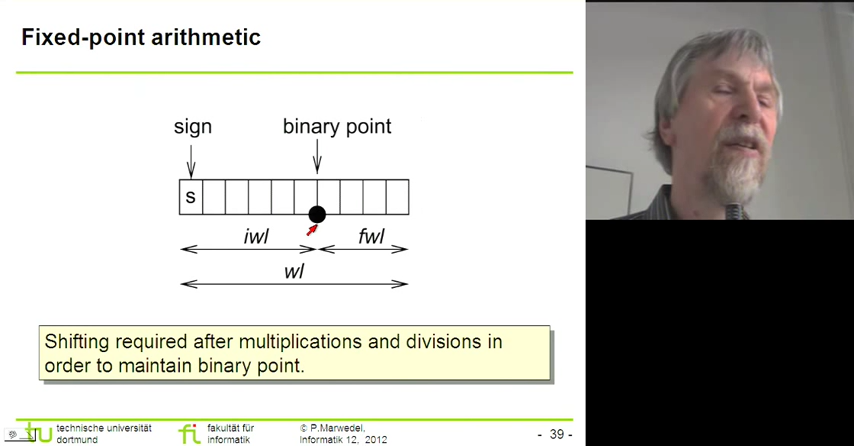 Fixed-point arithmetic
sign
binary point
s
iwl
fwl
wl
Shifting required after multiplications and divisions in
order to maintain binary point.
technische universität
dortmund
fakultät für
informatik
© P.Marwedel,
Informatik 12, 2012
- 39 -